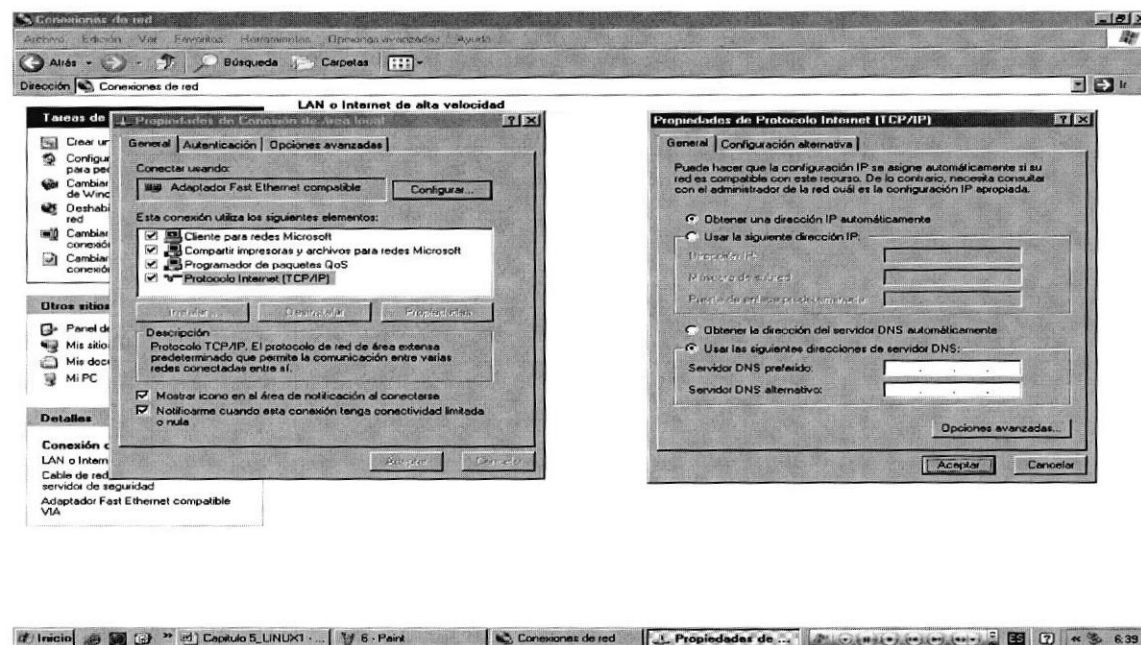 Conexiones de red
Archivo Edición Ver Favoritos Herramientas Opciones avanzadas Ayuda
Atrás Búsqueda Carpetas
Dirección Conexiones de red Ir
LAN o Internet de alta velocidad
Tareas de
Crear un
Configur
para peq
Cambiar
de Winc
Deshabi
red
Cambiar
conexió
Cambiar
conexió
Otros sitios
Panel de
Mis sitio
Mis docu
Mi PC
Detalles
Conexión c
LAN o Intern
Cable de red
servidor de seguridad
Adaptador Fast Ethernet compatible
VIA
Propiedades de Conexión de área local
General Autenticación Opciones avanzadas
Conectar usando:
Adaptador Fast Ethernet compatible Configurar...
Esta conexión utiliza los siguientes elementos:
Cliente para redes Microsoft
Compartir impresoras y archivos para redes Microsoft
Programador de paquetes QoS
Protocolo Internet (TCP/IP)
Instalar... Desinstalar Propiedades
Descripción
Protocolo TCP/IP. El protocolo de red de área extensa
predeterminado que permite la comunicación entre varias
redes conectadas entre sí.
Mostrar icono en el área de notificación al conectarse
Notificarme cuando esta conexión tenga conectividad limitada
o nula
Aceptar Cancelar
Propiedades de Protocolo Internet (TCP/IP)
General Configuración alternativa
Puede hacer que la configuración IP se asigne automáticamente si su
red es compatible con este recurso. De lo contrario, necesita consultar
con el administrador de la red cuál es la configuración IP apropiada.
Obtener una dirección IP automáticamente
Usar la siguiente dirección IP:
Dirección IP:
Máscara de subred:
Puerta de enlace predeterminada:
Obtener la dirección del servidor DNS automáticamente
Usar las siguientes direcciones de servidor DNS:
Servidor DNS preferido:
Servidor DNS alternativo:
Opciones avanzadas...
Aceptar Cancelar
Inicio » Capitulo 5_LINUX1 - ... 6 - Paint Conexiones de red Propiedades de ... ES « 6:39